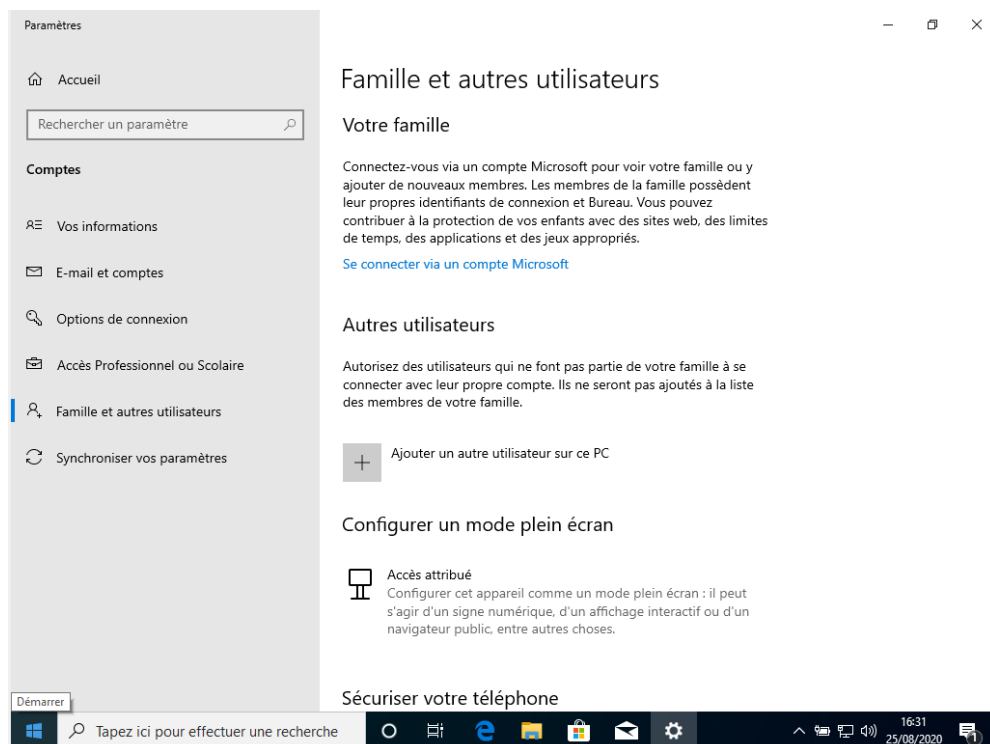 Paramètres
Accueil
Rechercher un paramètre
Comptes
Vos informations
E-mail et comptes
Options de connexion
Accès Professionnel ou Scolaire
Famille et autres utilisateurs
Synchroniser vos paramètres
Famille et autres utilisateurs
Votre famille
Connectez-vous via un compte Microsoft pour voir votre famille ou y
ajouter de nouveaux membres. Les membres de la famille possèdent
leur propres identifiants de connexion et Bureau. Vous pouvez
contribuer à la protection de vos enfants avec des sites web, des limites
de temps, des applications et des jeux appropriés.
Se connecter via un compte Microsoft
Autres utilisateurs
Autorisez des utilisateurs qui ne font pas partie de votre famille à se
connecter avec leur propre compte. Ils ne seront pas ajoutés à la liste
des membres de votre famille.
Ajouter un autre utilisateur sur ce PC
Configurer un mode plein écran
Accès attribué
Configurer cet appareil comme un mode plein écran : il peut
s'agir d'un signe numérique, d'un affichage interactif ou d'un
navigateur public, entre autres choses.
Sécuriser votre téléphone
Démarrer
Tapez ici pour effectuer une recherche
16:31
25/08/2020
1